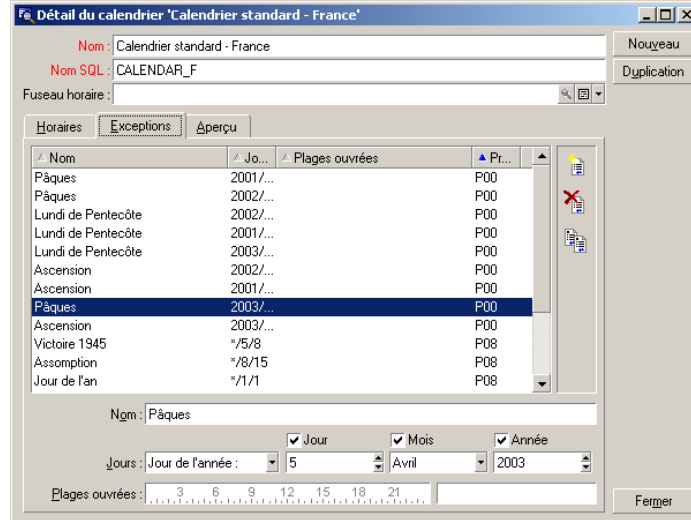 Détail du calendrier 'Calendrier standard - France'
Nom : Calendrier standard - France
Nouveau
Nom SQL : CALENDAR_F
Duplication
Fuseau horaire :
Horaires Exceptions Aperçu
Nom Jo... Plages ouvrées Pr...
Pâques 2001/... P00
Pâques 2002/... P00
Lundi de Pentecôte 2002/... P00
Lundi de Pentecôte 2001/... P00
Lundi de Pentecôte 2003/... P00
Ascension 2002/... P00
Ascension 2001/... P00
Pâques 2003/... P00
Ascension 2003/... P00
Victoire 1945 */5/8 P08
Assomption */8/15 P08
Jour de l'an */1/1 P08
Nom : Pâques
Jour Mois Année
Jours : Jour de l'année : 5 Avril 2003
Plages ouvrées : 3 6 9 12 15 18 21
Fermer